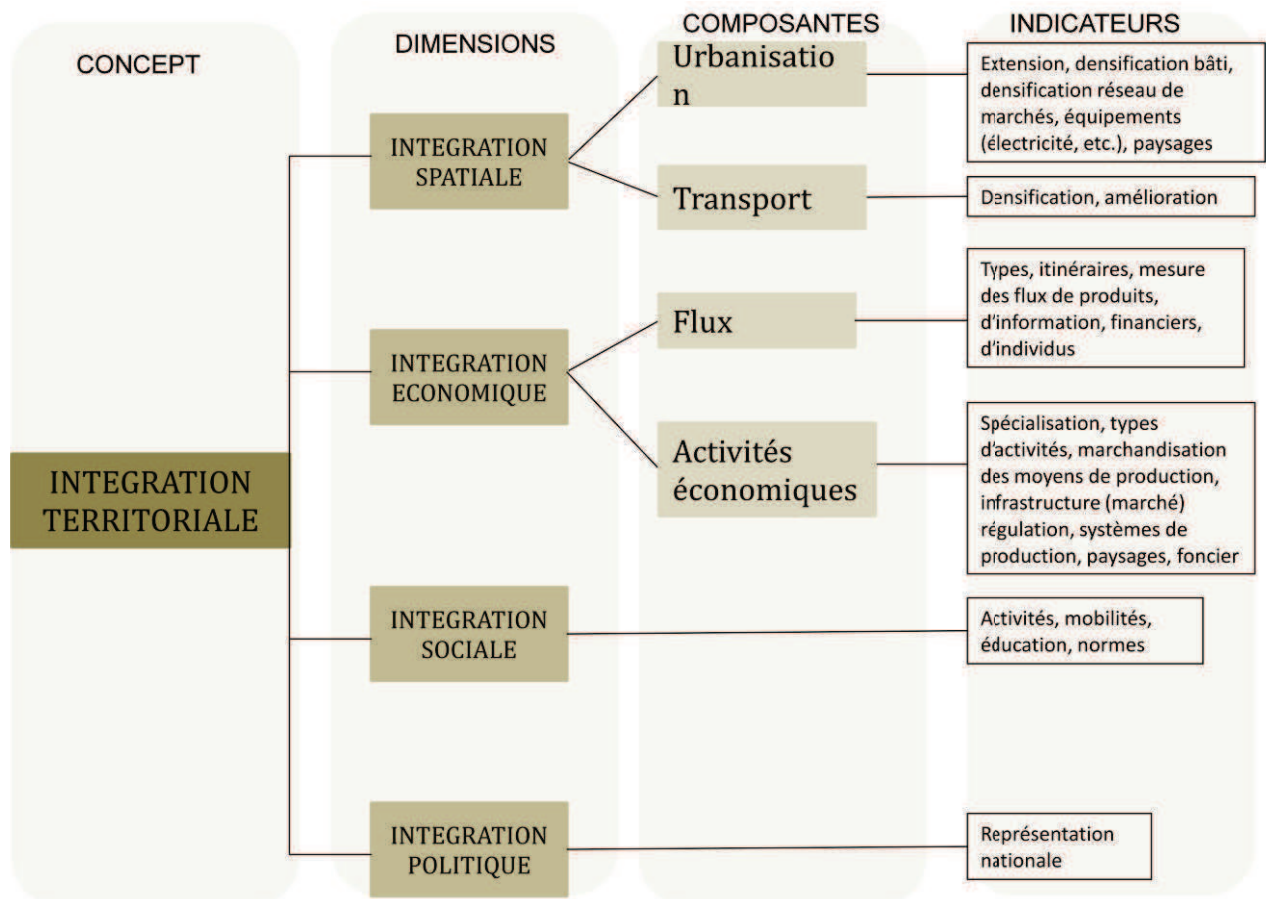 CONCEPT
DIMENSIONS
COMPOSANTES
INDICATEURS
INTEGRATION
TERRITORIALE
INTEGRATION
SPATIALE
Urbanisatio
n
Extension, densification bâti,
densification réseau de
marchés, équipements
(électricité, etc.), paysages
Transport
Densification, amélioration
INTEGRATION
ECONOMIQUE
Flux
Types, itinéraires, mesure
des flux de produits,
d'information, financiers,
d'individus
Activités
économiques
Spécialisation, types
d'activités, marchandisation
des moyens de production,
infrastructure (marché)
régulation, systèmes de
production, paysages, foncier
INTEGRATION
SOCIALE
Activités, mobilités,
éducation, normes
INTEGRATION
POLITIQUE
Représentation
nationale